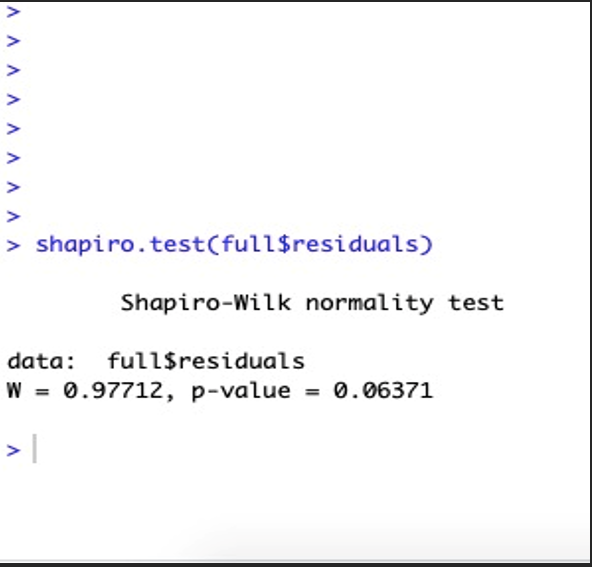 >
>
>
>
>
>
>
>
> shapiro.test(full$residuals)
Shapiro-Wilk normality test
data:  full$residuals
W = 0.97712, p-value = 0.06371
>